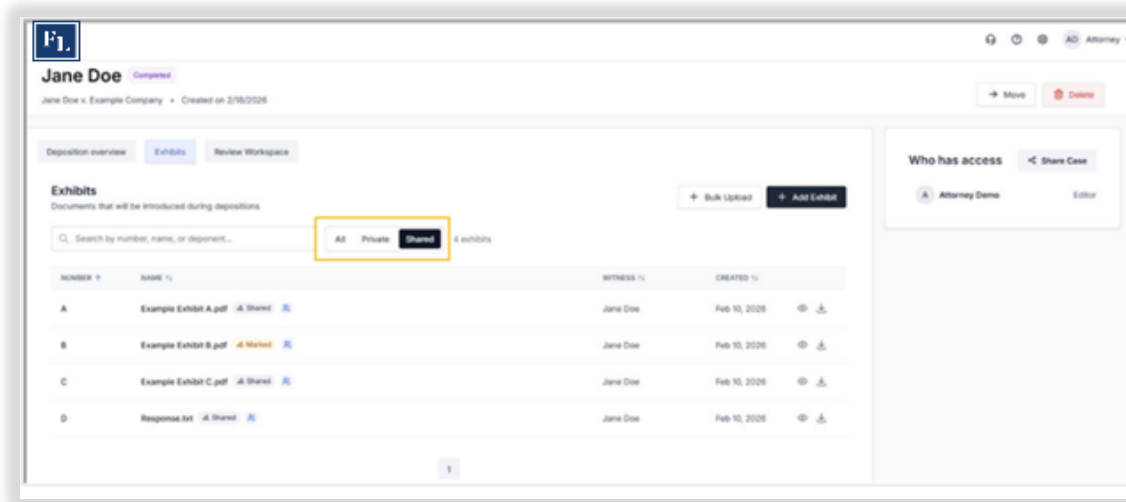 FL
AD Attorney
Jane Doe Completed
Jane Doe v. Example Company • Created on 2/18/2026
→ Move Delete
Deposition overview Exhibits Review Workspace
Who has access Share Case
A Attorney Demo Editor
Exhibits
Documents that will be introduced during depositions
+ Bulk Upload + Add Exhibit
Search by number, name, or deponent... All Private Shared 4 exhibits
NUMBER ↑ NAME ↑↓ WITNESS ↑↓ CREATED ↑↓
A Example Exhibit A.pdf Shared Jane Doe Feb 10, 2026
B Example Exhibit B.pdf Marked Jane Doe Feb 10, 2026
C Example Exhibit C.pdf Shared Jane Doe Feb 10, 2026
D Response.txt Shared Jane Doe Feb 10, 2026
1